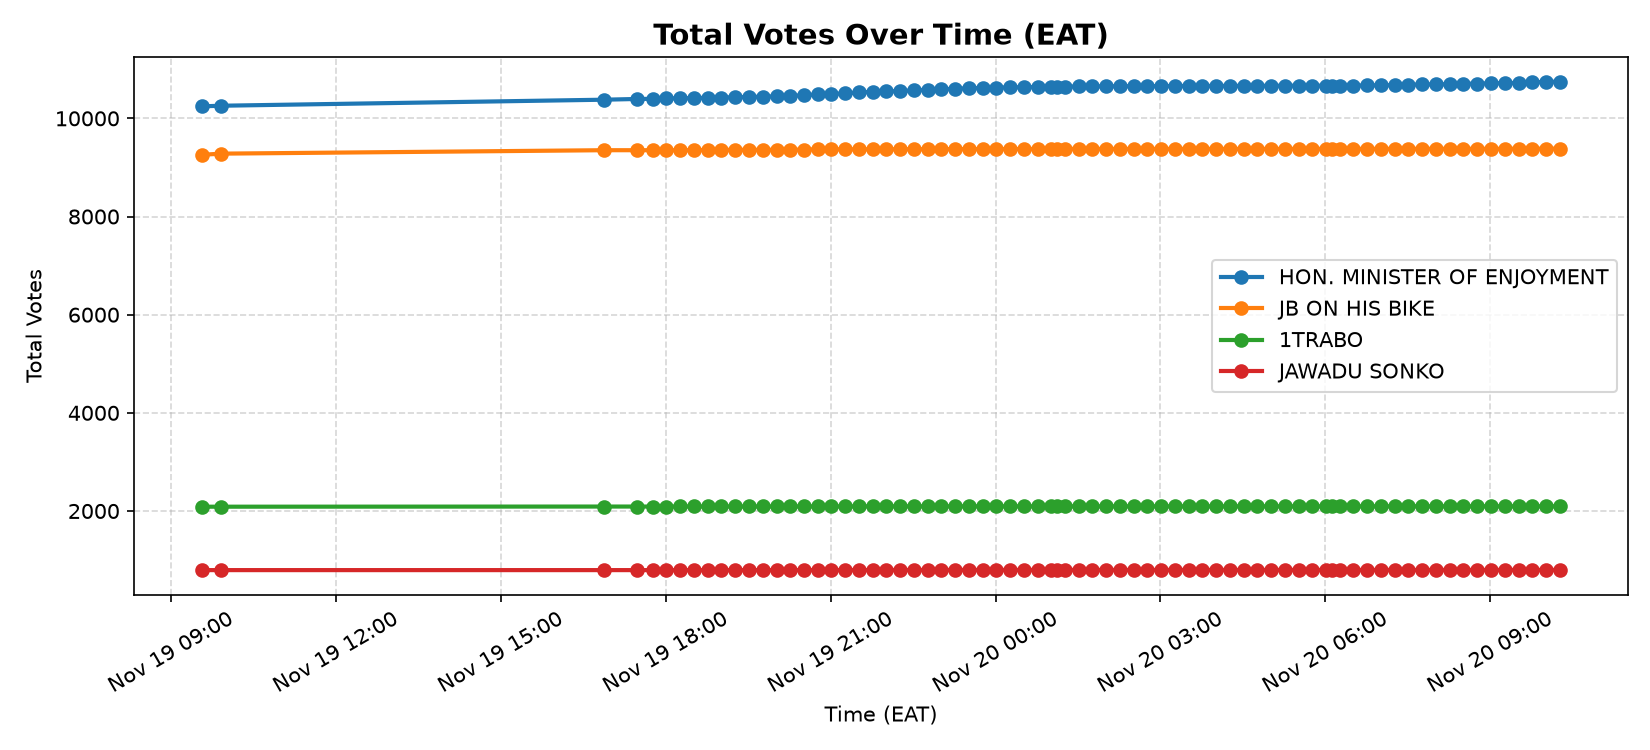 Total Votes Over Time (EAT)
Total Votes
10000
8000
6000
4000
2000
HON. MINISTER OF ENJOYMENT
JB ON HIS BIKE
1TRABO
JAWADU SONKO
Nov 19 09:00
Nov 19 12:00
Nov 19 15:00
Nov 19 18:00
Nov 19 21:00
Nov 20 00:00
Nov 20 03:00
Nov 20 06:00
Nov 20 09:00
Time (EAT)